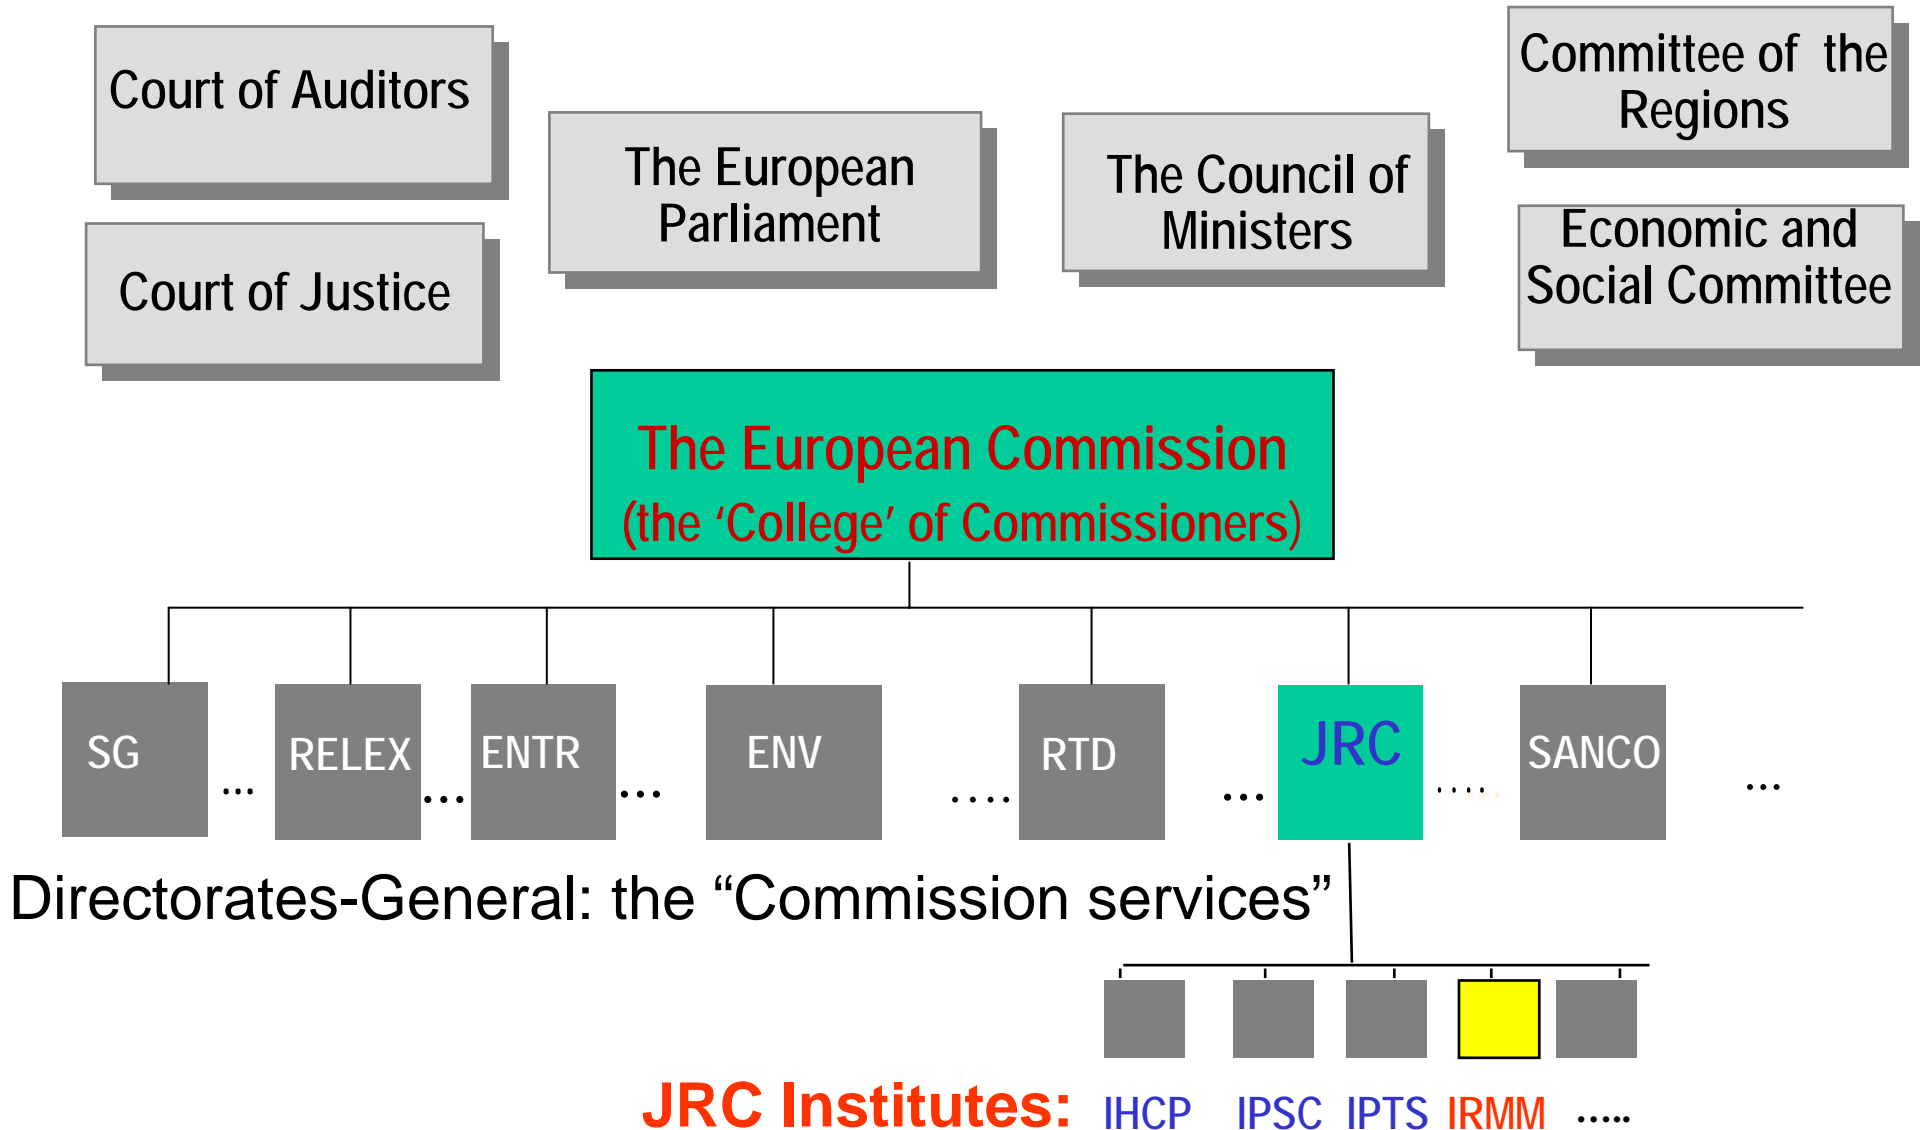 Court of Auditors
Committee of the
Regions
The European
Parliament
The Council of
Ministers
Court of Justice
Economic and
Social Committee
The European Commission
(the ‘College’ of Commissioners)
SG ... RELEX ... ENTR ... ENV .... RTD ... JRC ..... SANCO ...
Directorates-General: the “Commission services”
JRC Institutes: IHCP IPSC IPTS IRMM .....